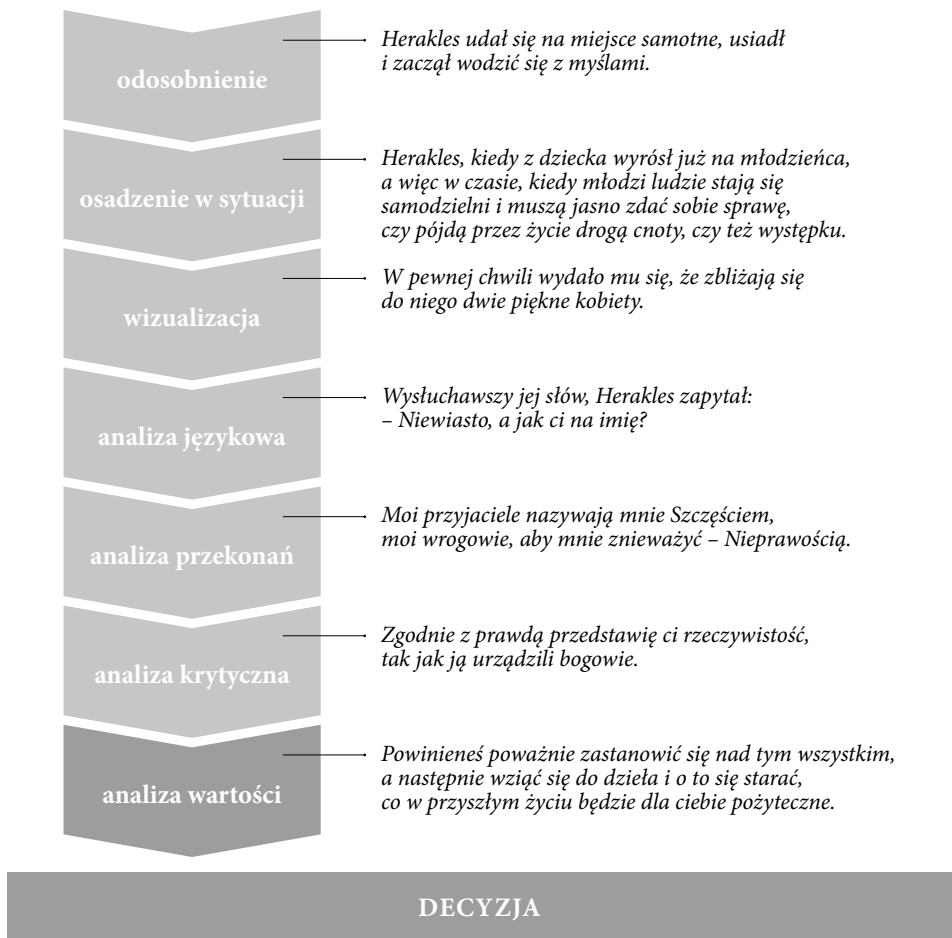 odosobnienie
Herakles udał się na miejsce samotne, usiadł
i zaczął wodzić się z myślami.
osadzenie w sytuacji
Herakles, kiedy z dziecka wyrósł już na młodzieńca,
a więc w czasie, kiedy młodzi ludzie stają się
samodzielni i muszą jasno zdać sobie sprawę,
czy pójdą przez życie drogą cnoty, czy też występku.
wizualizacja
W pewnej chwili wydało mu się, że zbliżają się
do niego dwie piękne kobiety.
analiza językowa
Wysłuchawszy jej słów, Herakles zapytał:
– Niewiasto, a jak ci na imię?
analiza przekonań
Moi przyjaciele nazywają mnie Szczęściem,
moi wrogowie, aby mnie znieważyć – Nieprawością.
analiza krytyczna
Zgodnie z prawdą przedstawię ci rzeczywistość,
tak jak ją urządzili bogowie.
analiza wartości
Powinieneś poważnie zastanowić się nad tym wszystkim,
a następnie wziąć się do dzieła i o to się starać,
co w przyszłym życiu będzie dla ciebie pożyteczne.
DECYZJA